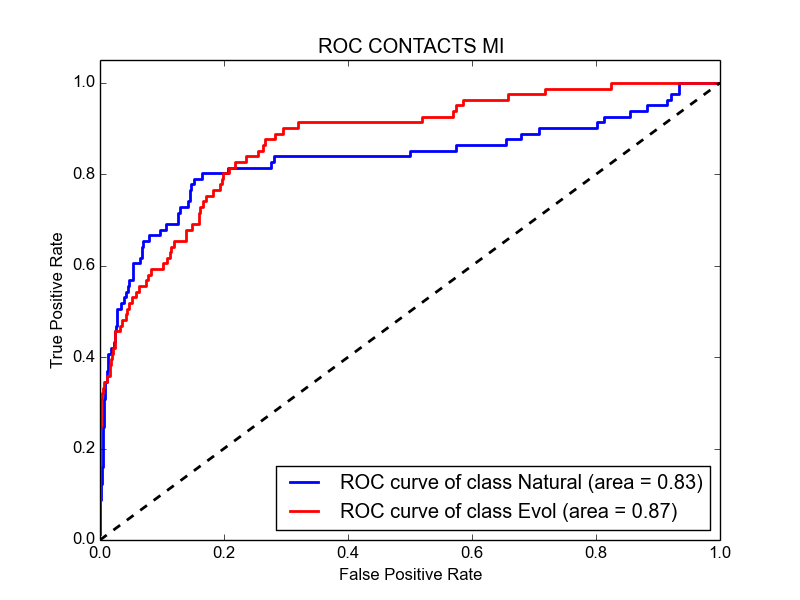 ROC CONTACTS MI
1.0
0.8
0.6
0.4
0.2
0.0
True Positive Rate
ROC curve of class Natural (area = 0.83)
ROC curve of class Evol (area = 0.87)
0.0 0.2 0.4 0.6 0.8 1.0
False Positive Rate